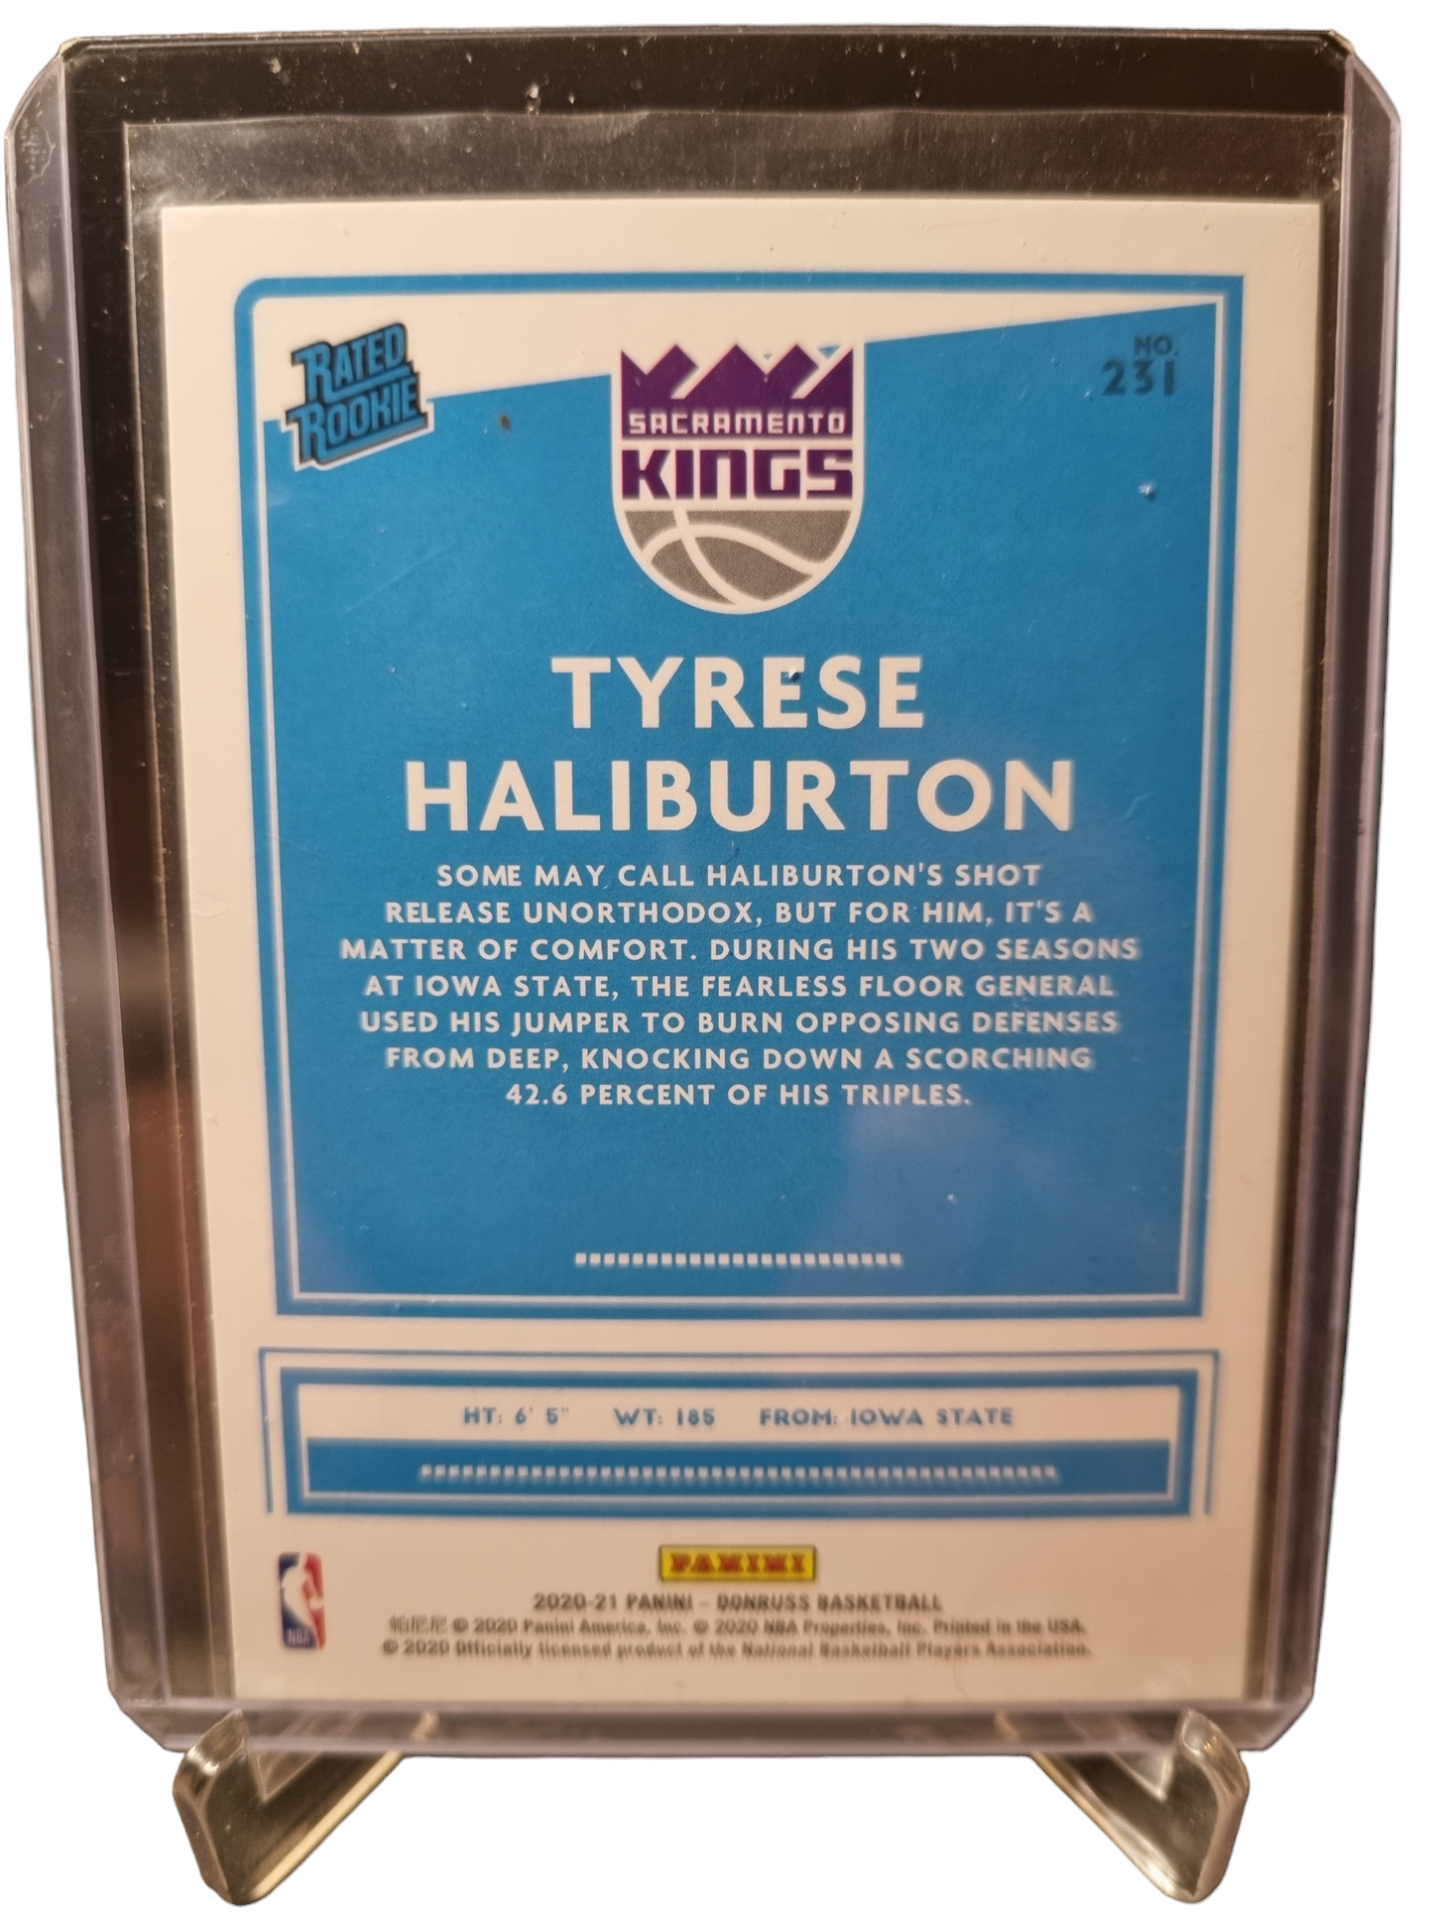 RATED
ROOKIE
NO.
231
SACRAMENTO
KINGS
TYRESE
HALIBURTON
SOME MAY CALL HALIBURTON'S SHOT
RELEASE UNORTHODOX, BUT FOR HIM, IT'S A
MATTER OF COMFORT. DURING HIS TWO SEASONS
AT IOWA STATE, THE FEARLESS FLOOR GENERAL
USED HIS JUMPER TO BURN OPPOSING DEFENSES
FROM DEEP, KNOCKING DOWN A SCORCHING
42.6 PERCENT OF HIS TRIPLES.
HT: 6' 5" WT: 185 FROM: IOWA STATE
PANINI
NBA
2020-21 PANINI – DONRUSS BASKETBALL
帕尼尼 © 2020 Panini America, Inc. © 2020 NBA Properties, Inc. Printed in the USA.
© 2020 Officially licensed product of the National Basketball Players Association.